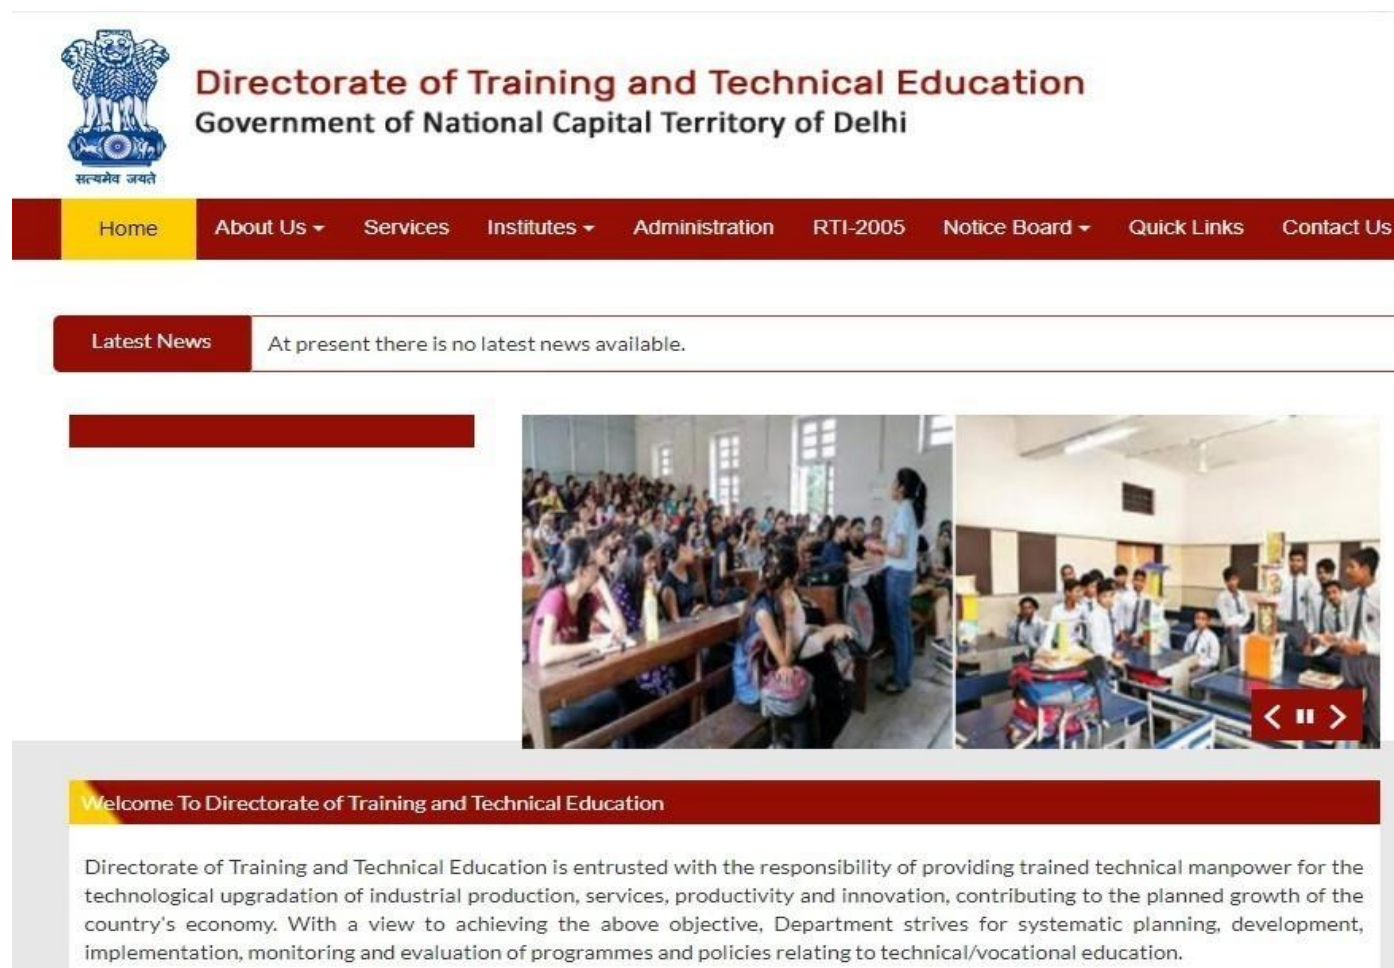 Directorate of Training and Technical Education
Government of National Capital Territory of Delhi
सत्यमेव जयते
Home About Us Services Institutes Administration RTI-2005 Notice Board Quick Links Contact Us
Latest News At present there is no latest news available.
Welcome To Directorate of Training and Technical Education
Directorate of Training and Technical Education is entrusted with the responsibility of providing trained technical manpower for the
technological upgradation of industrial production, services, productivity and innovation, contributing to the planned growth of the
country's economy. With a view to achieving the above objective, Department strives for systematic planning, development,
implementation, monitoring and evaluation of programmes and policies relating to technical/vocational education.